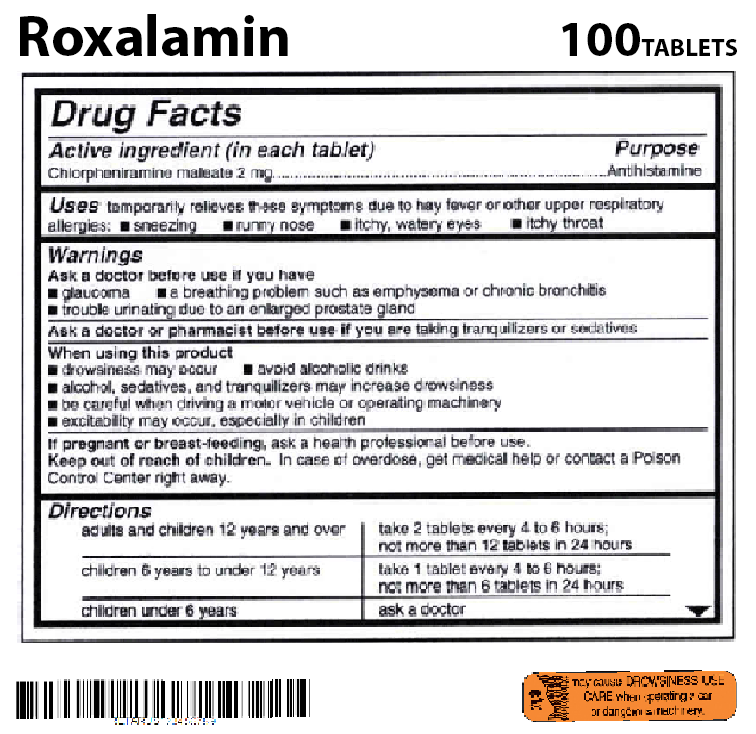 Roxalamin 100TABLETS
Drug Facts
Active ingredient (in each tablet) Purpose
Chlorpheniramine maleate 2 mg Antihistamine
Uses temporarily relieves these symptoms due to hay fever or other upper respiratory
allergies: ■ sneezing ■ runny nose ■ itchy, watery eyes ■ itchy throat
Warnings
Ask a doctor before use if you have
■ glaucoma ■ a breathing problem such as emphysema or chronic bronchitis
■ trouble urinating due to an enlarged prostate gland
Ask a doctor or pharmacist before use if you are taking tranquilizers or sedatives
When using this product
■ drowsiness may occur ■ avoid alcoholic drinks
■ alcohol, sedatives, and tranquilizers may increase drowsiness
■ be careful when driving a motor vehicle or operating machinery
■ excitability may occur, especially in children
If pregnant or breast-feeding, ask a health professional before use.
Keep out of reach of children. In case of overdose, get medical help or contact a Poison
Control Center right away.
Directions
adults and children 12 years and over take 2 tablets every 4 to 6 hours;
not more than 12 tablets in 24 hours
children 6 years to under 12 years take 1 tablet every 4 to 6 hours;
not more than 6 tablets in 24 hours
children under 6 years ask a doctor
may cause DROWSINESS USE
CARE when operating a car
or dangerous machinery.